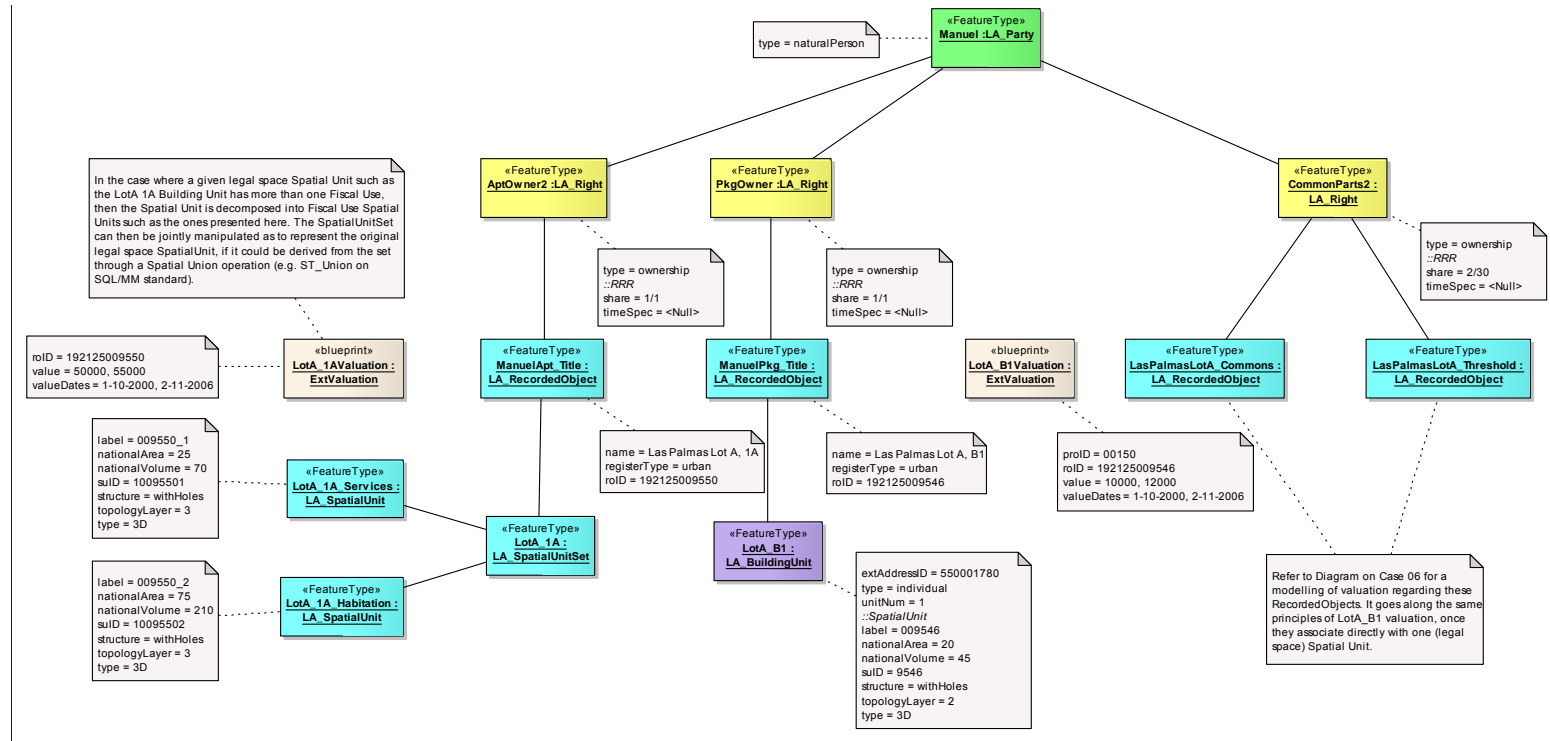 «FeatureType»
Manuel :LA_Party
type = naturalPerson
In the case where a given legal space Spatial Unit such as
the LotA 1A Building Unit has more than one Fiscal Use,
then the Spatial Unit is decomposed into Fiscal Use Spatial
Units such as the ones presented here. The SpatialUnitSet
can then be jointly manipulated as to represent the original
legal space SpatialUnit, if it could be derived from the set
through a Spatial Union operation (e.g. ST_Union on
SQL/MM standard).
«FeatureType»
AptOwner2 :LA_Right
«FeatureType»
PkgOwner :LA_Right
«FeatureType»
CommonParts2 :
LA_Right
type = ownership
::RRR
share = 1/1
timeSpec = <Null>
type = ownership
::RRR
share = 1/1
timeSpec = <Null>
type = ownership
::RRR
share = 2/30
timeSpec = <Null>
roID = 192125009550
value = 50000, 55000
valueDates = 1-10-2000, 2-11-2006
«blueprint»
LotA_1AValuation :
ExtValuation
«FeatureType»
ManuelApt_Title :
LA_RecordedObject
«FeatureType»
ManuelPkg_Title :
LA_RecordedObject
«blueprint»
LotA_B1Valuation :
ExtValuation
«FeatureType»
LasPalmasLotA_Commons :
LA_RecordedObject
«FeatureType»
LasPalmasLotA_Threshold :
LA_RecordedObject
label = 009550_1
nationalArea = 25
nationalVolume = 70
suID = 10095501
structure = withHoles
topologyLayer = 3
type = 3D
«FeatureType»
LotA_1A_Services :
LA_SpatialUnit
name = Las Palmas Lot A, 1A
registerType = urban
roID = 192125009550
name = Las Palmas Lot A, B1
registerType = urban
roID = 192125009546
proID = 00150
roID = 192125009546
value = 10000, 12000
valueDates = 1-10-2000, 2-11-2006
«FeatureType»
LotA_1A :
LA_SpatialUnitSet
«FeatureType»
LotA_B1 :
LA_BuildingUnit
label = 009550_2
nationalArea = 75
nationalVolume = 210
suID = 10095502
structure = withHoles
topologyLayer = 3
type = 3D
«FeatureType»
LotA_1A_Habitation :
LA_SpatialUnit
extAddressID = 550001780
type = individual
unitNum = 1
::SpatialUnit
label = 009546
nationalArea = 20
nationalVolume = 45
suID = 9546
structure = withHoles
topologyLayer = 2
type = 3D
Refer to Diagram on Case 06 for a
modelling of valuation regarding these
RecordedObjects. It goes along the same
principles of LotA_B1 valuation, once
they associate directly with one (legal
space) Spatial Unit.